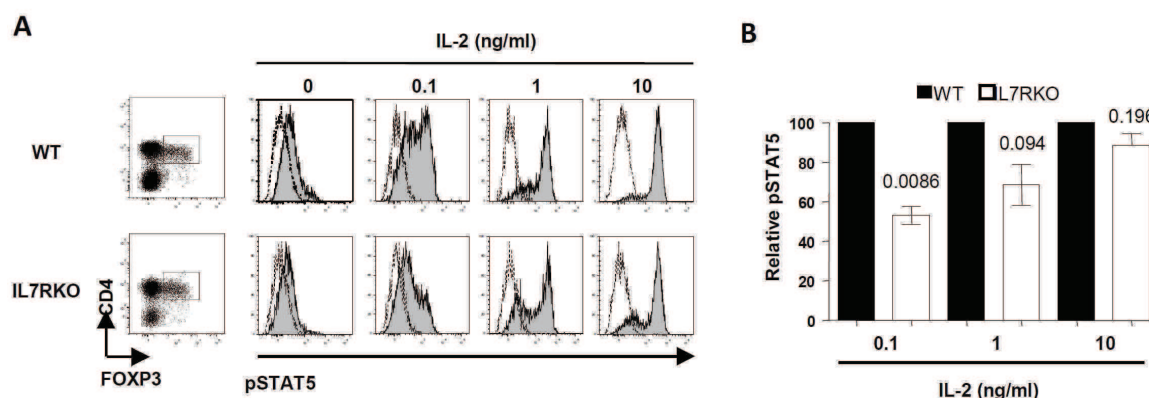 A
IL-2 (ng/ml)
0 0.1 1 10
WT
IL7RKO
CD4
FOXP3
pSTAT5
B
WT IL7RKO
0.0086
0.094
0.196
Relative pSTAT5
100
80
60
40
20
0
0.1 1 10
IL-2 (ng/ml)